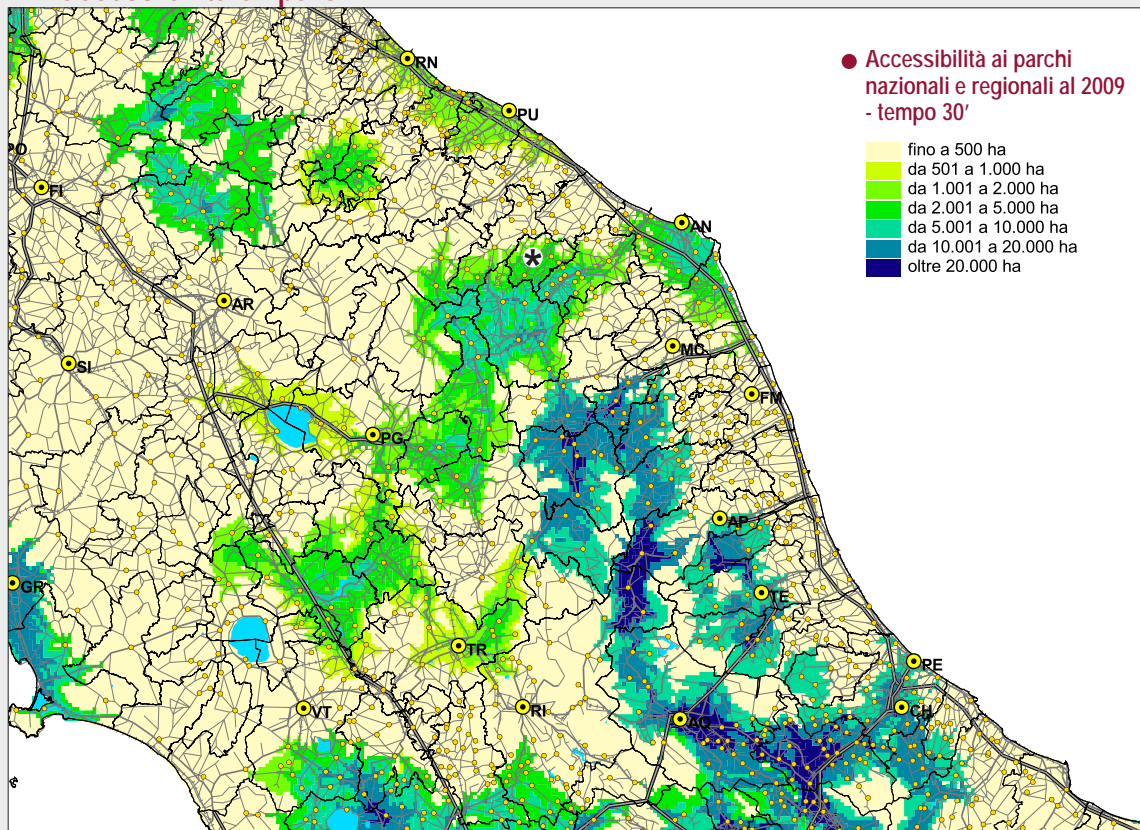 Accessibilità ai parchi
nazionali e regionali al 2009
- tempo 30'
fino a 500 ha
da 501 a 1.000 ha
da 1.001 a 2.000 ha
da 2.001 a 5.000 ha
da 5.001 a 10.000 ha
da 10.001 a 20.000 ha
oltre 20.000 ha
RN
PU
PO
FI
AN
*
AR
MC
SI
FM
PG
AP
GR
TE
TR
PE
VT
RI
AQ
CH